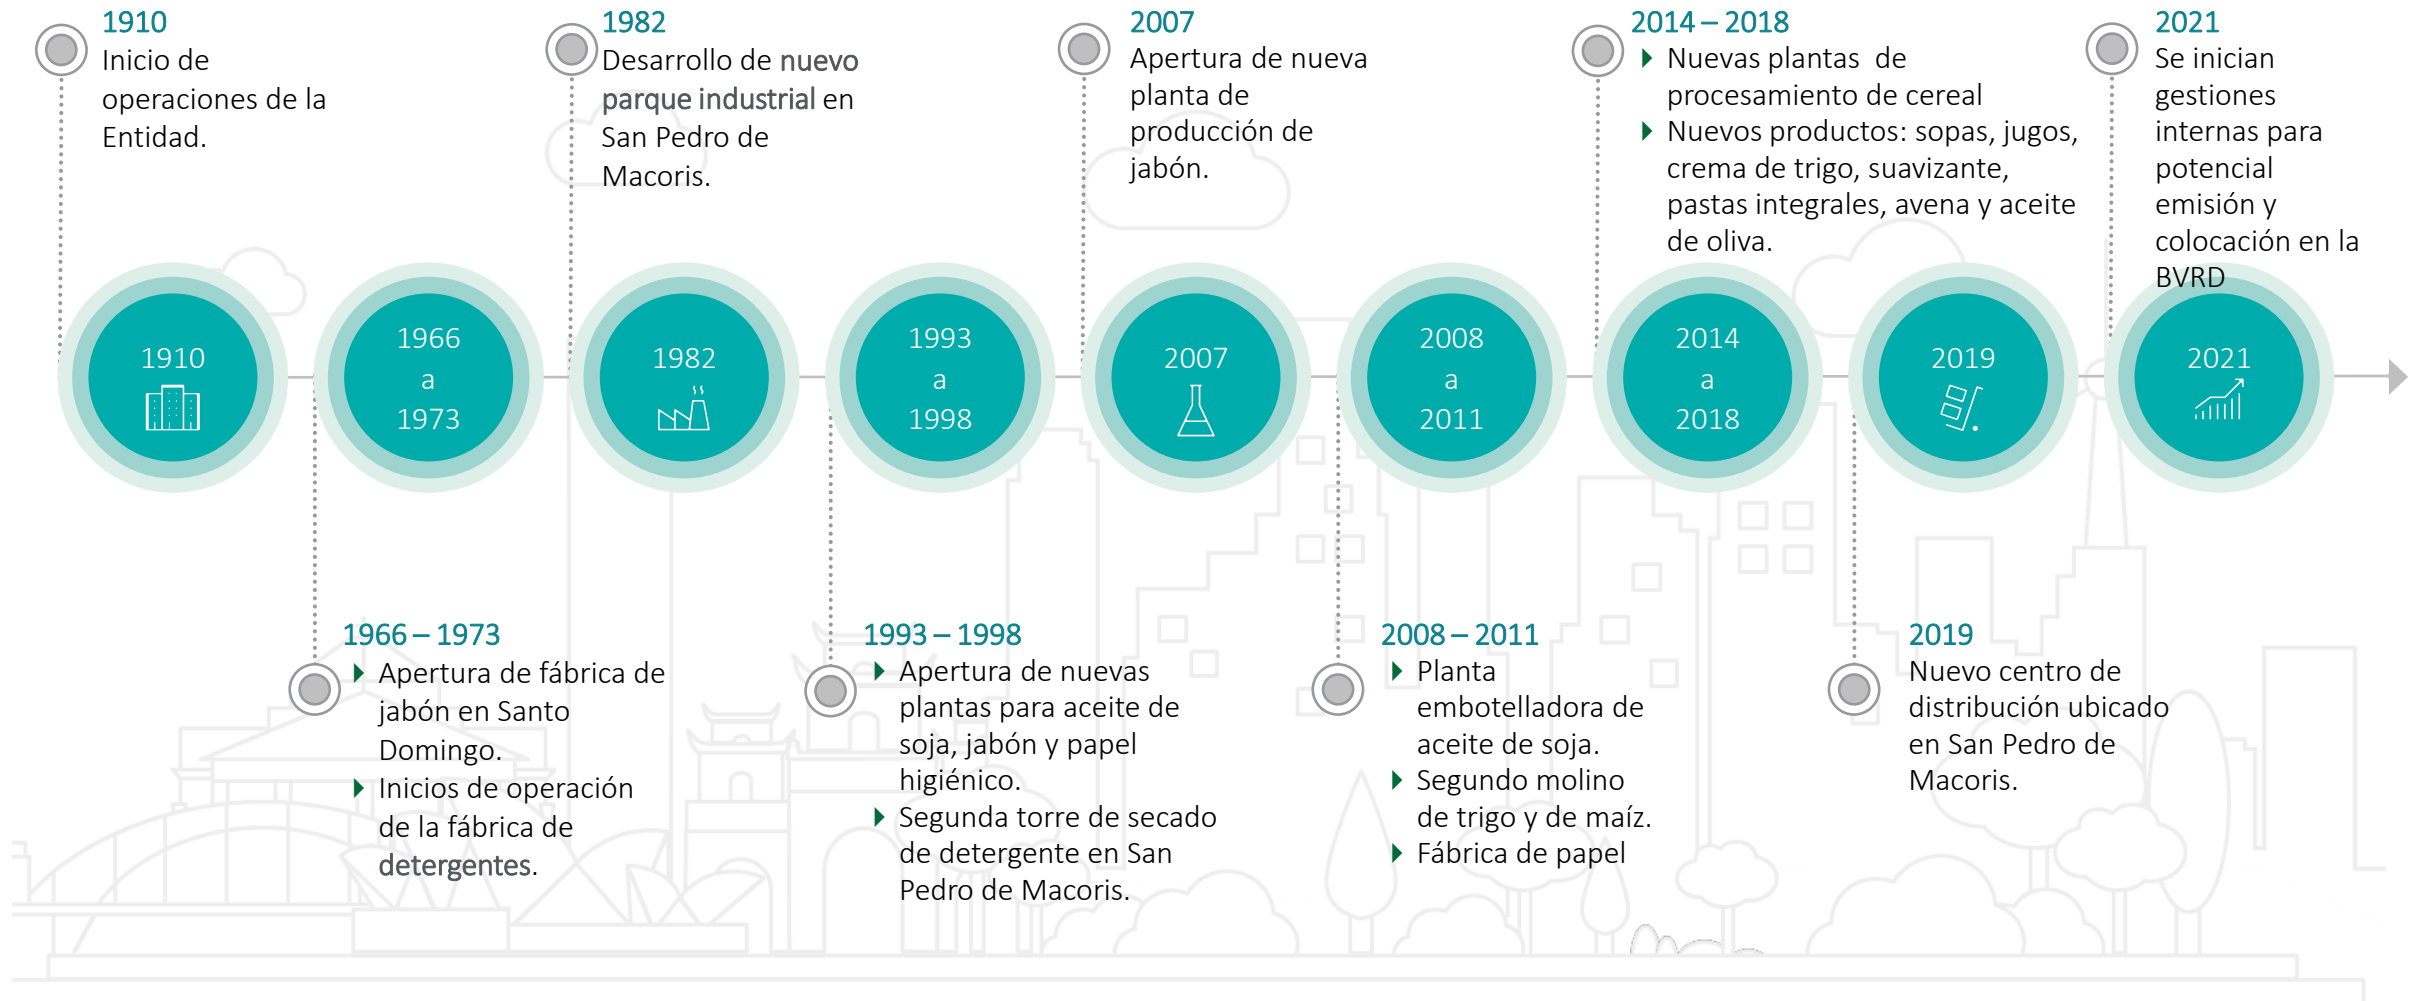 1910
Inicio de
operaciones de la
Entidad.
1982
Desarrollo de nuevo
parque industrial en
San Pedro de
Macoris.
2007
Apertura de nueva
planta de
producción de
jabón.
2014 – 2018
Nuevas plantas de
procesamiento de cereal
Nuevos productos: sopas, jugos,
crema de trigo, suavizante,
pastas integrales, avena y aceite
de oliva.
2021
Se inician
gestiones
internas para
potencial
emisión y
colocación en la
BVRD
1910
1966
a
1973
1982
1993
a
1998
2007
2008
a
2011
2014
a
2018
2019
2021
1966 – 1973
Apertura de fábrica de
jabón en Santo
Domingo.
Inicios de operación
de la fábrica de
detergentes.
1993 – 1998
Apertura de nuevas
plantas para aceite de
soja, jabón y papel
higiénico.
Segunda torre de secado
de detergente en San
Pedro de Macoris.
2008 – 2011
Planta
embotelladora de
aceite de soja.
Segundo molino
de trigo y de maíz.
Fábrica de papel
2019
Nuevo centro de
distribución ubicado
en San Pedro de
Macoris.